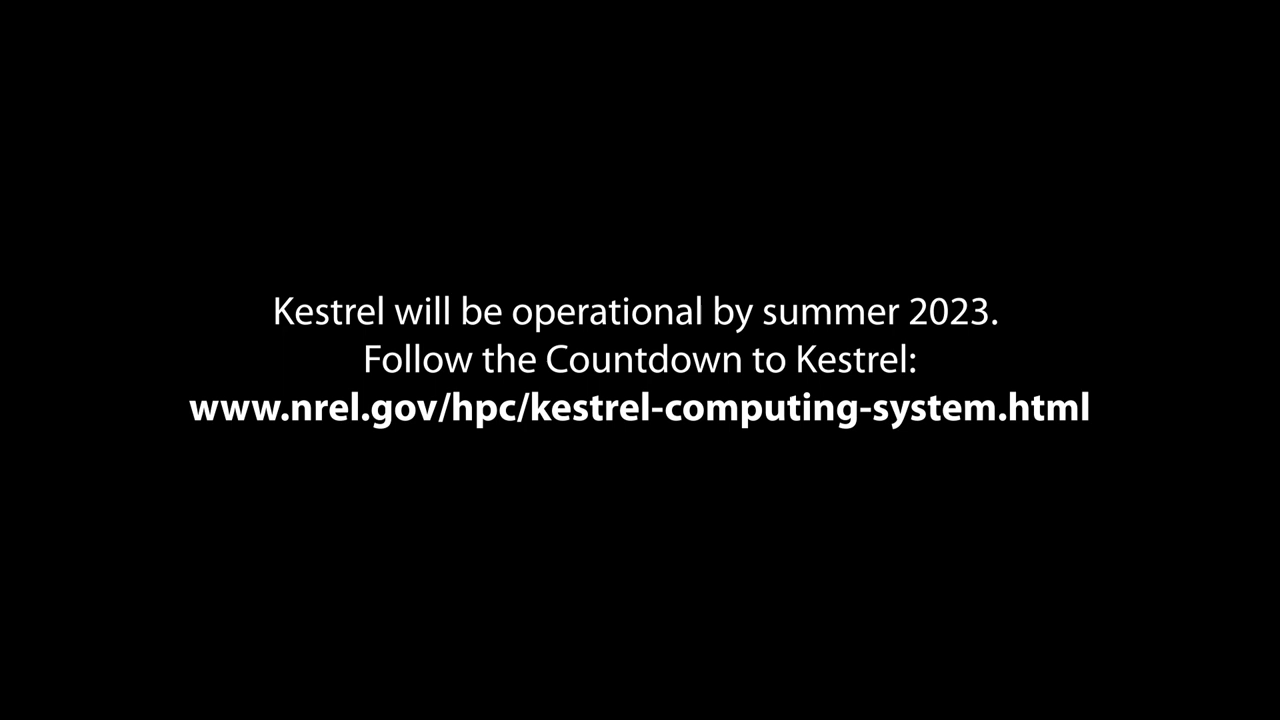 Kestrel will be operational by summer 2023.
Follow the Countdown to Kestrel:
www.nrel.gov/hpc/kestrel-computing-system.html